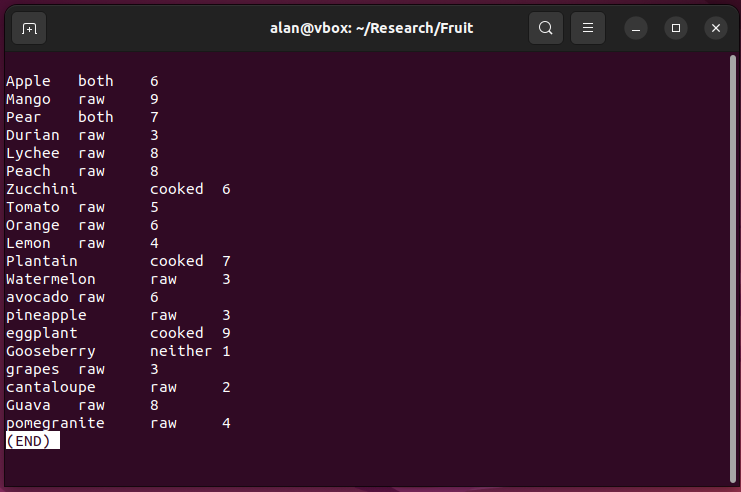 alan@vbox: ~/Research/Fruit
Apple	both	6
Mango	raw	9
Pear	both	7
Durian	raw	3
Lychee	raw	8
Peach	raw	8
Zucchini	cooked	6
Tomato	raw	5
Orange	raw	6
Lemon	raw	4
Plantain	cooked	7
Watermelon	raw	3
avocado	raw	6
pineapple	raw	3
eggplant	cooked	9
Gooseberry	neither	1
grapes	raw	3
cantaloupe	raw	2
Guava	raw	8
pomegranite	raw	4
(END)